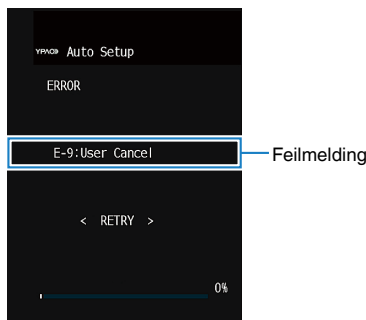 YPAO Auto Setup
ERROR
E-9:User Cancel
Feilmelding
< RETRY >
0%